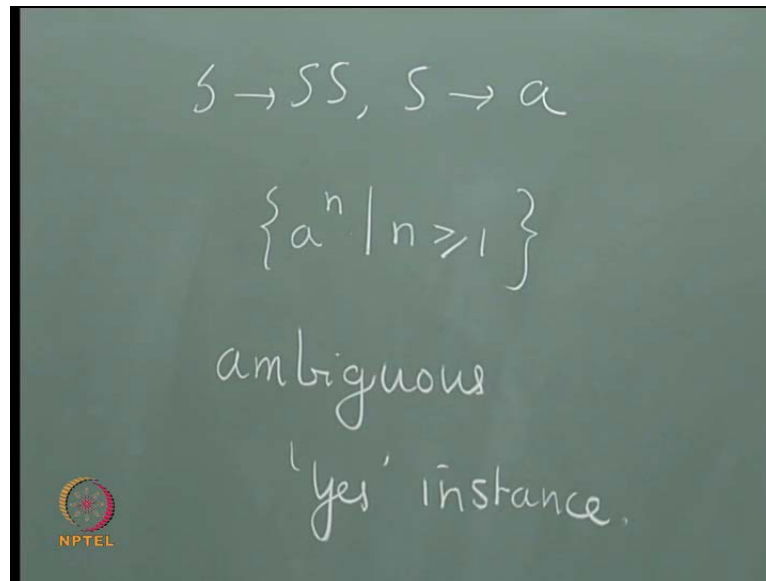 S → SS, S → a
{aⁿ | n ⩾ 1}
ambiguous
'yes' instance.
NPTEL